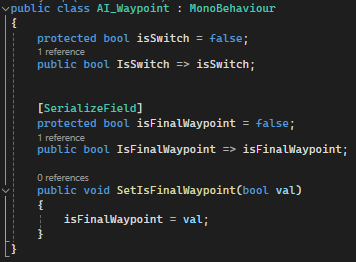 public class AI_Waypoint : MonoBehaviour
{
protected bool isSwitch = false;
1 reference
public bool IsSwitch => isSwitch;
[SerializeField]
protected bool isFinalWaypoint = false;
1 reference
public bool IsFinalWaypoint => isFinalWaypoint;
0 references
public void SetIsFinalWaypoint(bool val)
{
isFinalWaypoint = val;
}
}